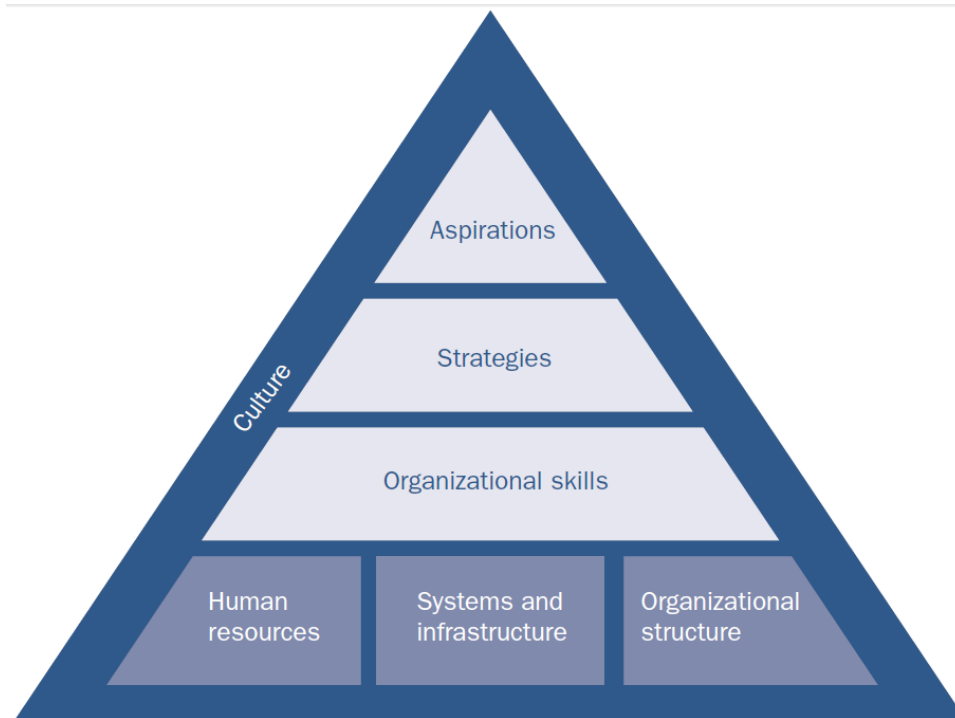 Aspirations
Strategies
Culture
Organizational skills
Human
resources
Systems and
infrastructure
Organizational
structure